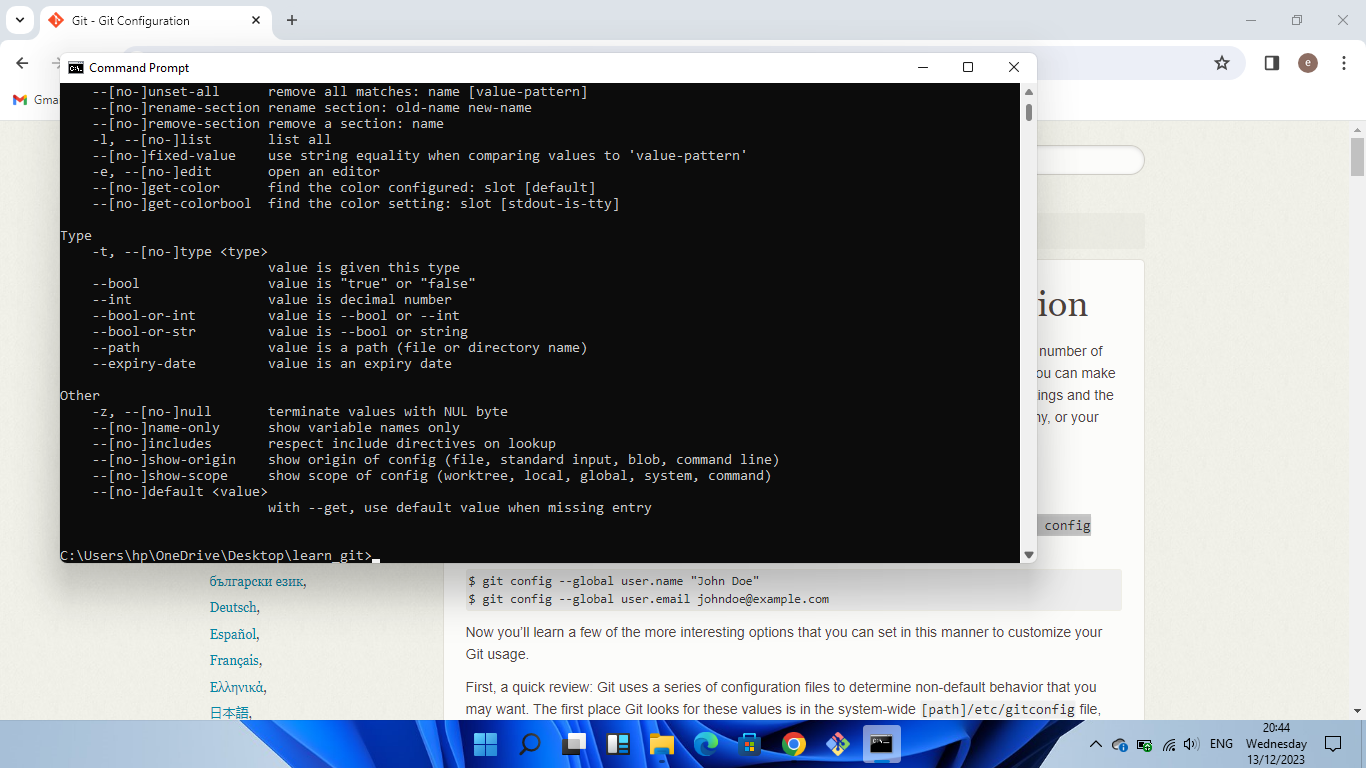 Git - Git Configuration
Gma
Command Prompt
--[no-]unset-all remove all matches: name [value-pattern]
--[no-]rename-section rename section: old-name new-name
--[no-]remove-section remove a section: name
-l, --[no-]list list all
--[no-]fixed-value use string equality when comparing values to 'value-pattern'
-e, --[no-]edit open an editor
--[no-]get-color find the color configured: slot [default]
--[no-]get-colorbool find the color setting: slot [stdout-is-tty]
Type
-t, --[no-]type <type>
value is given this type
--bool value is "true" or "false"
--int value is decimal number
--bool-or-int value is --bool or --int
--bool-or-str value is --bool or string
--path value is a path (file or directory name)
--expiry-date value is an expiry date
Other
-z, --[no-]null terminate values with NUL byte
--[no-]name-only show variable names only
--[no-]includes respect include directives on lookup
--[no-]show-origin show origin of config (file, standard input, blob, command line)
--[no-]show-scope show scope of config (worktree, local, global, system, command)
--[no-]default <value>
with --get, use default value when missing entry
C:\Users\hp\OneDrive\Desktop\learn_git>
e
ion
number of
ou can make
ings and the
ny, or your
config
български език,
Deutsch,
Español,
Français,
Ελληνικά,
日本語,
$ git config --global user.name "John Doe"
$ git config --global user.email johndoe@example.com
Now you'll learn a few of the more interesting options that you can set in this manner to customize your
Git usage.
First, a quick review: Git uses a series of configuration files to determine non-default behavior that you
may want. The first place Git looks for these values is in the system-wide [path]/etc/gitconfig file,
ENG
20:44
Wednesday
13/12/2023